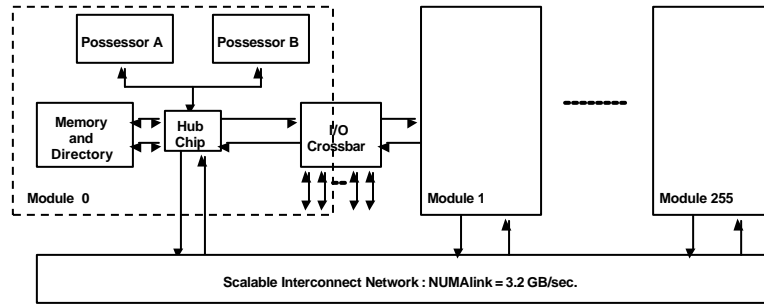 Possessor A
Possessor B
Memory
and
Directory
Hub
Chip
I/O
Crossbar
Module 0
Module 1
Module 255
Scalable Interconnect Network : NUMAlink = 3.2 GB/sec.